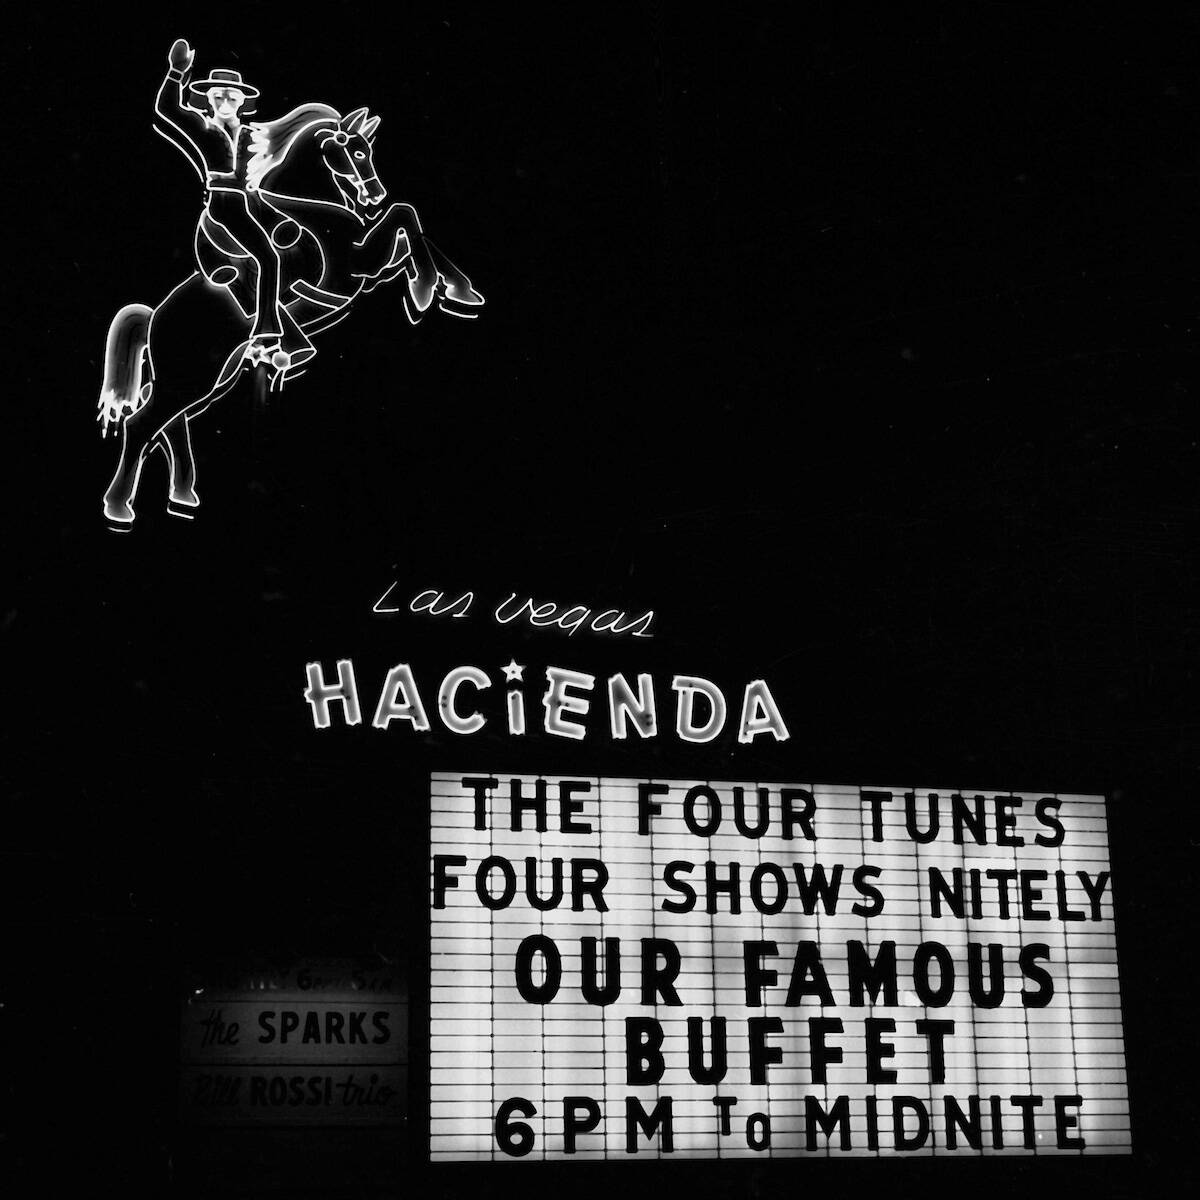 Las Vegas
HACiENDA
THE FOUR TUNES
FOUR SHOWS NITELY
OUR FAMOUS
BUFFET
6PM To MIDNITE
the SPARKS
Bill ROSSI trio